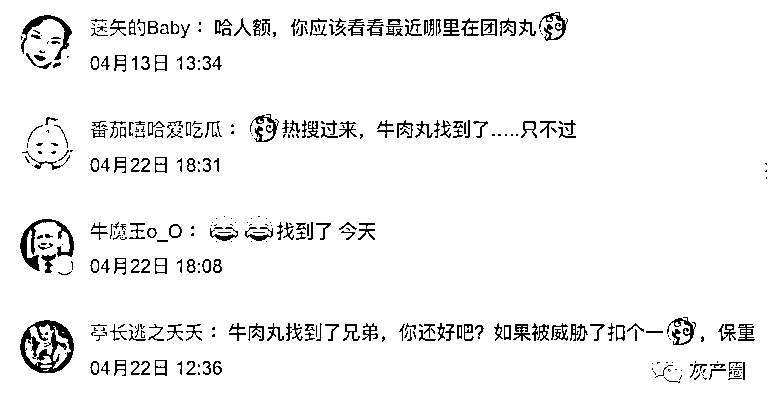 蒾矢的Baby：哈人额，你应该看看最近哪里在团肉丸
04月13日 13:34
番茄嘻哈爱吃瓜：热搜过来，牛肉丸找到了.....只不过
04月22日 18:31
牛魔王o_O：找到了 今天
04月22日 18:08
亭长逃之夭夭：牛肉丸找到了兄弟，你还好吧？如果被威胁了扣个一，保重
04月22日 12:36
灰产圈